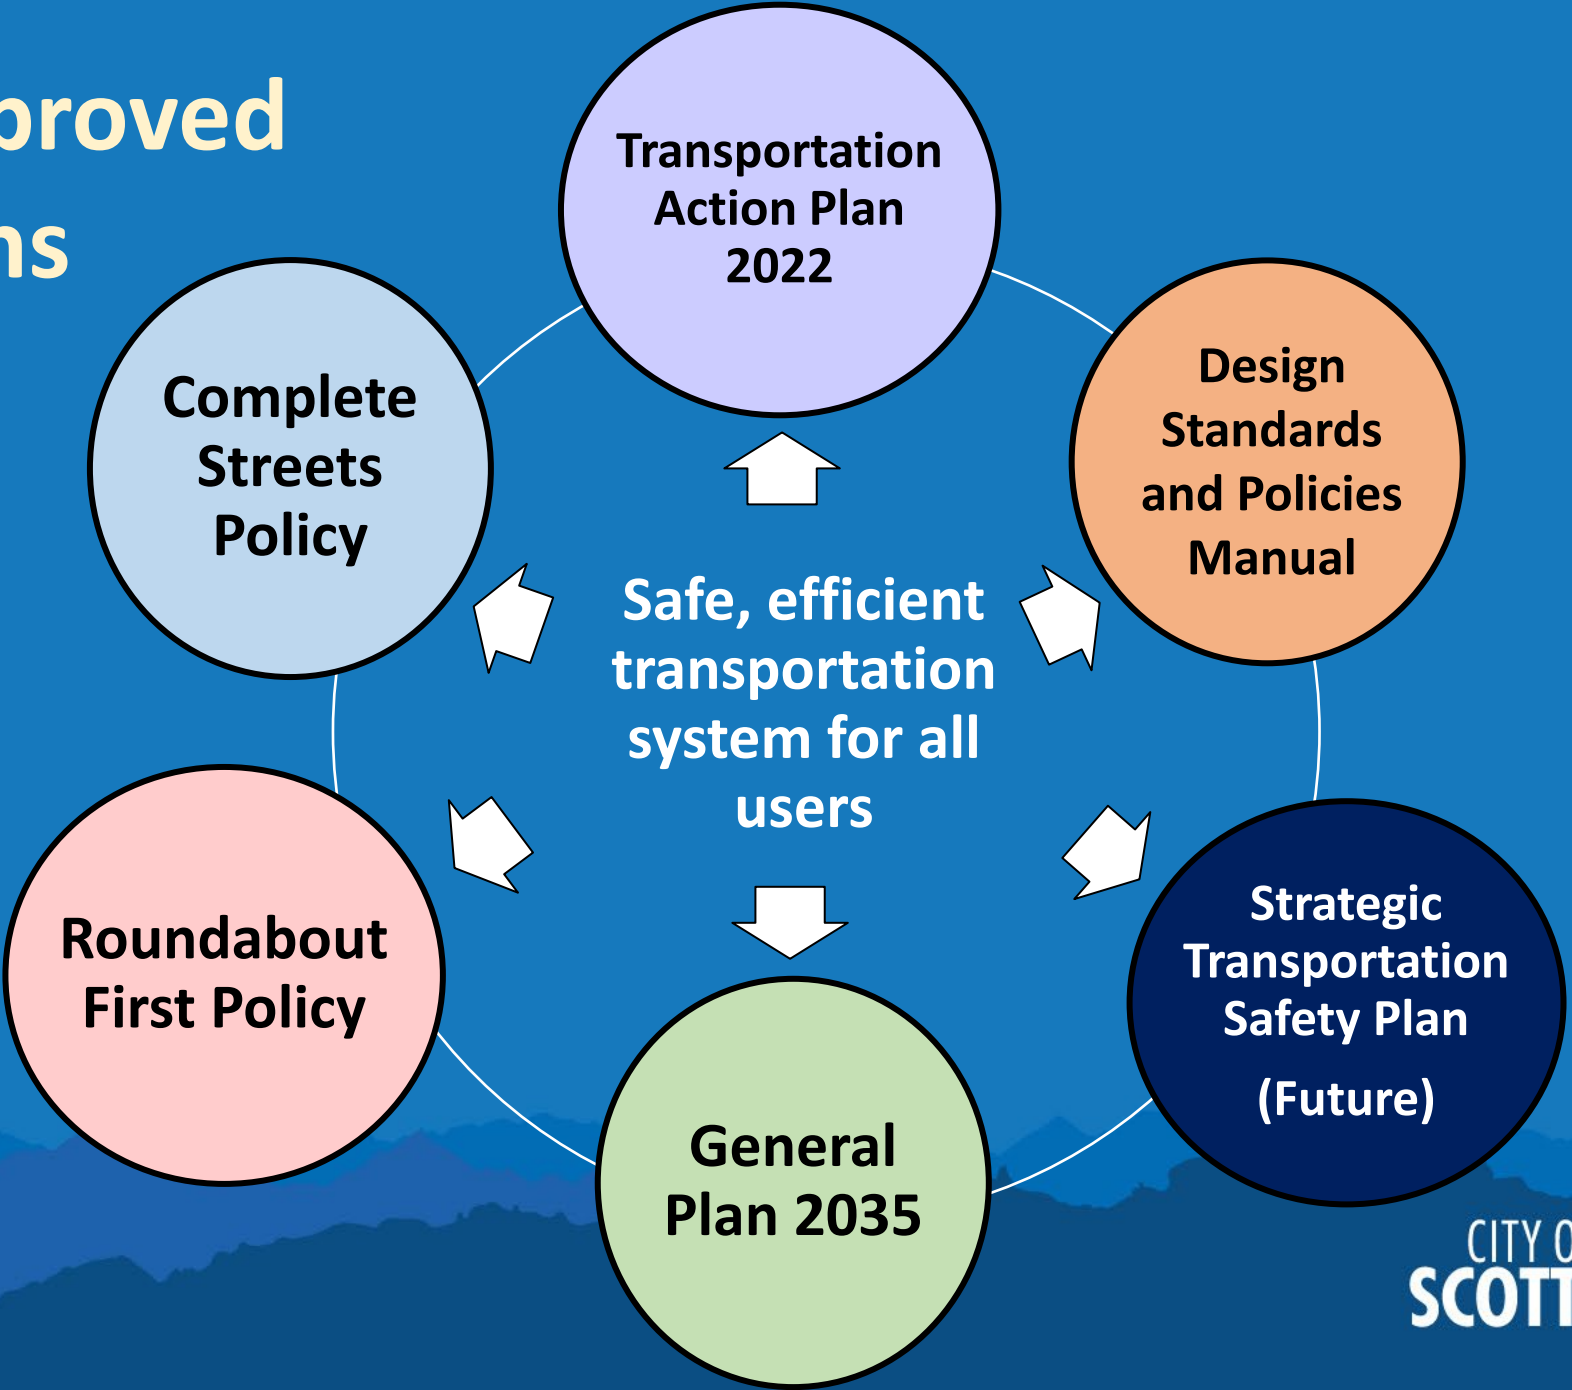 proved
ns
Transportation
Action Plan
2022
Complete
Streets
Policy
Design
Standards
and Policies
Manual
Safe, efficient
transportation
system for all
users
Roundabout
First Policy
Strategic
Transportation
Safety Plan
(Future)
General
Plan 2035
CITY O
SCOTT